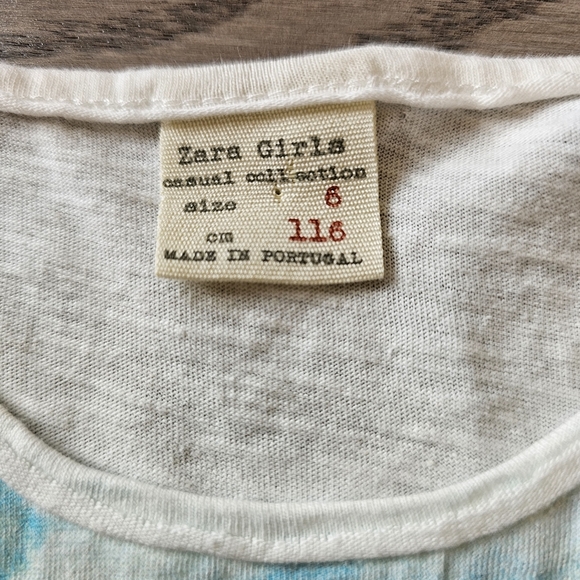 Zara Girls
casual collection
size 6
cm 116
MADE IN PORTUGAL